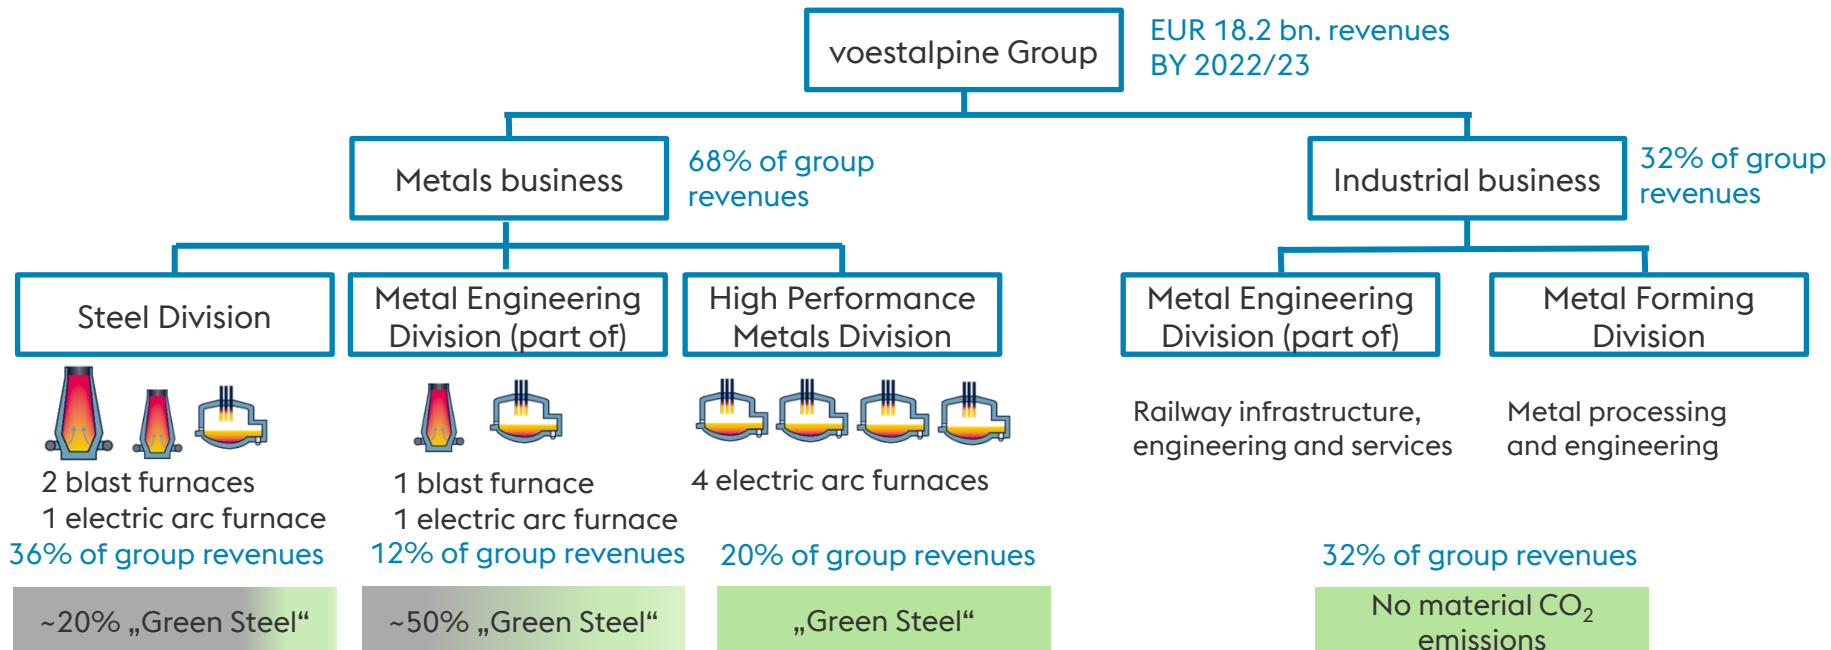 voestalpine Group
EUR 18.2 bn. revenues
BY 2022/23
Metals business
68% of group
revenues
Industrial business
32% of group
revenues
Steel Division
Metal Engineering
Division (part of)
High Performance
Metals Division
Metal Engineering
Division (part of)
Metal Forming
Division
2 blast furnaces
1 electric arc furnace
1 blast furnace
1 electric arc furnace
4 electric arc furnaces
Railway infrastructure,
engineering and services
Metal processing
and engineering
36% of group revenues
12% of group revenues
20% of group revenues
32% of group revenues
~20% „Green Steel“
~50% „Green Steel“
„Green Steel“
No material CO₂
emissions